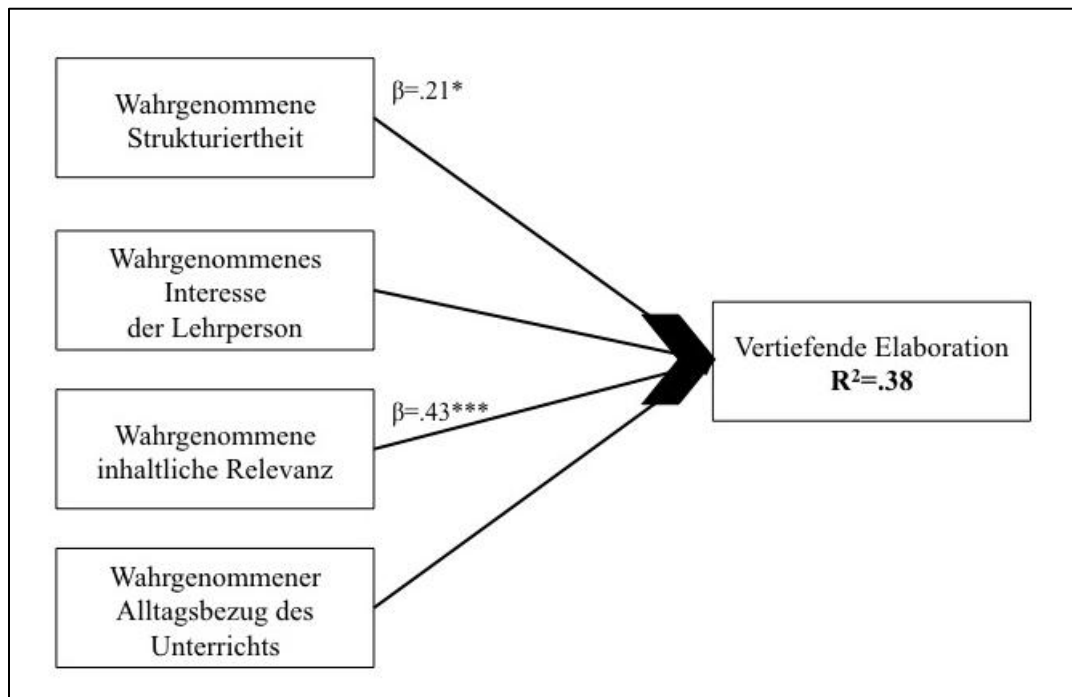 Wahrgenommene
Strukturiertheit
β=.21*
Wahrgenommenes
Interesse
der Lehrperson
Wahrgenommene
inhaltliche Relevanz
β=.43***
Wahrgenommener
Alltagsbezug des
Unterrichts
Vertiefende Elaboration
R²=.38